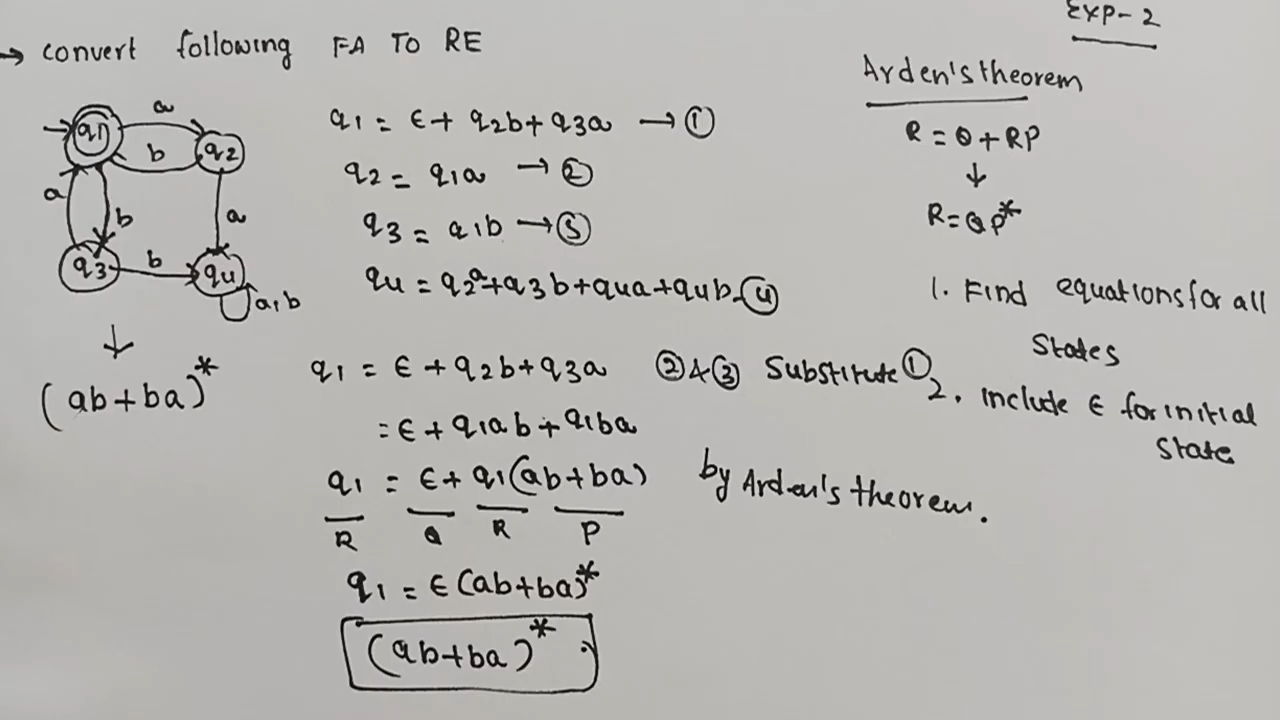 EXP-2
→ convert following FA TO RE
Arden's theorem
R = Q + RP
↓
R = QP*
q1 a q2
b
a b a
q3 b q4
a,b
↓
(ab+ba)*
q1 = ϵ + q2b + q3a → ①
q2 = q1a → ②
q3 = q1b → ③
q4 = q2a + q3b + q4a + q4b - ④
1. Find equations for all
states
2. include ϵ for initial
state
q1 = ϵ + q2b + q3a ② & ③ Substitute ①
= ϵ + q1ab + q1ba
q1 = ϵ + q1(ab+ba) by Arden's theorem.
R Q R P
q1 = ϵ(ab+ba)*
(ab+ba)*.